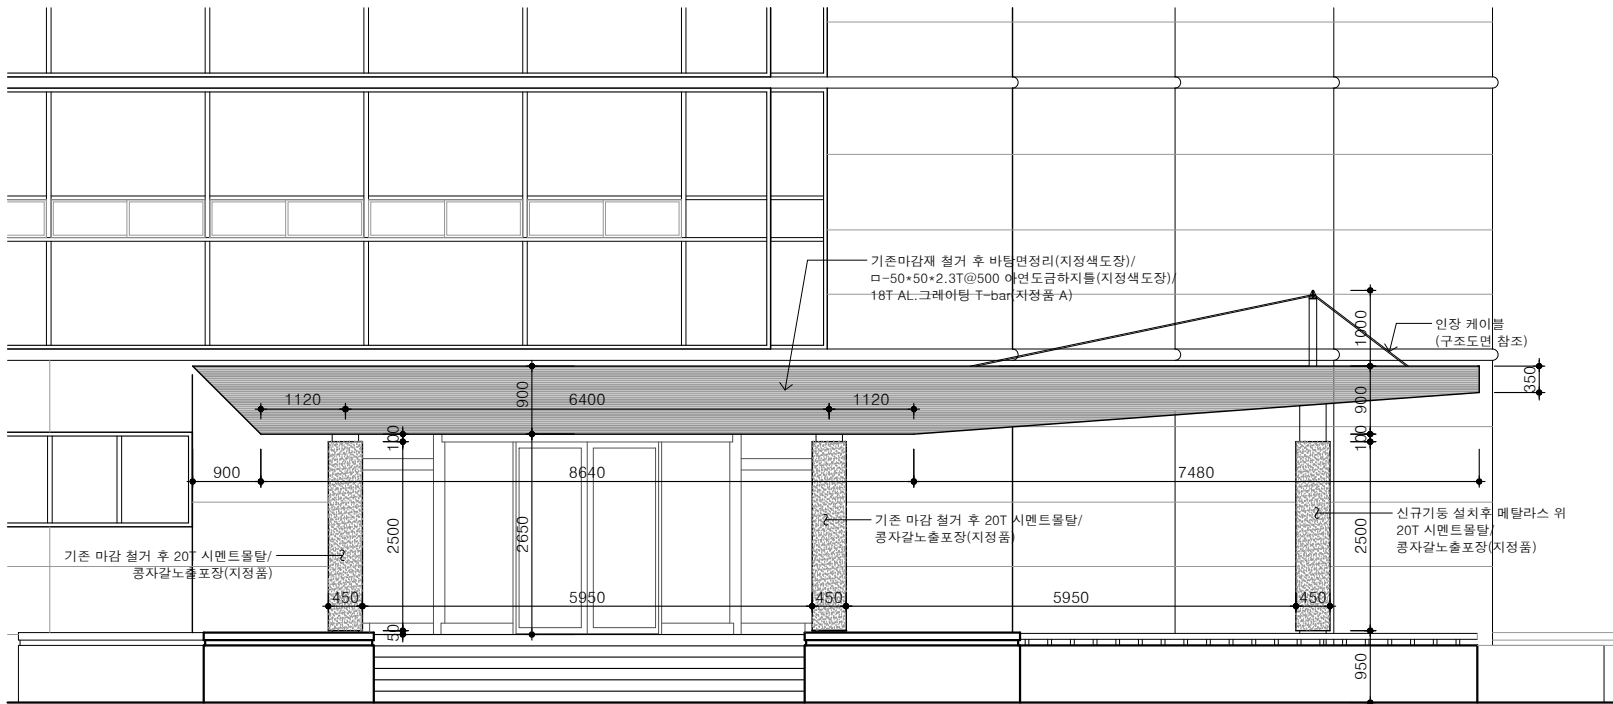 기존마감재 철거 후 바탕면정리(지정색도장)/
ㅁ-50*50*2.3T@500 아연도금하지틀(지정색도장)/
18T AL.그레이팅 T-bar(지정품 A)
인장 케이블
(구조도면 참조)
1000
350
900
900
1120
6400
1120
100
100
900
8640
7480
기존 마감 철거 후 20T 시멘트몰탈/
콩자갈노출포장(지정품)
기존 마감 철거 후 20T 시멘트몰탈/
콩자갈노출포장(지정품)
신규기둥 설치후 메탈라스 위
20T 시멘트몰탈/
콩자갈노출포장(지정품)
2500
2650
2500
450
5950
450
5950
450
50
950